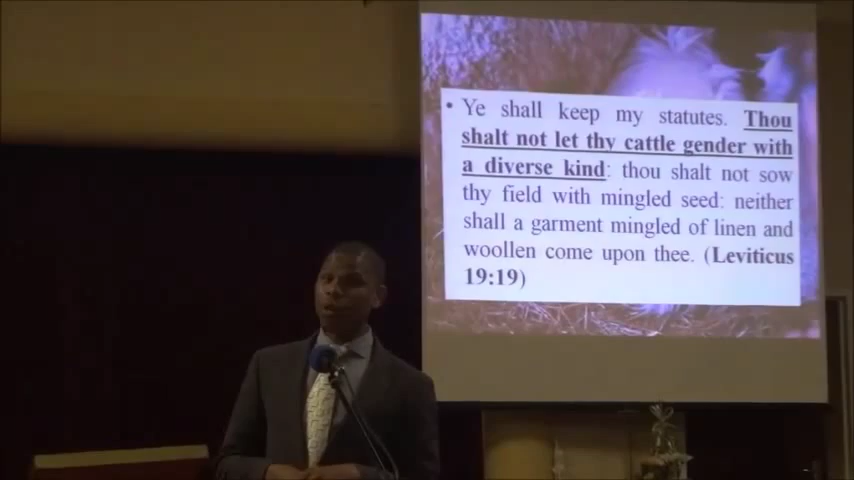 • Ye shall keep my statutes. Thou
shalt not let thy cattle gender with
a diverse kind: thou shalt not sow
thy field with mingled seed: neither
shall a garment mingled of linen and
woollen come upon thee. (Leviticus
19:19)